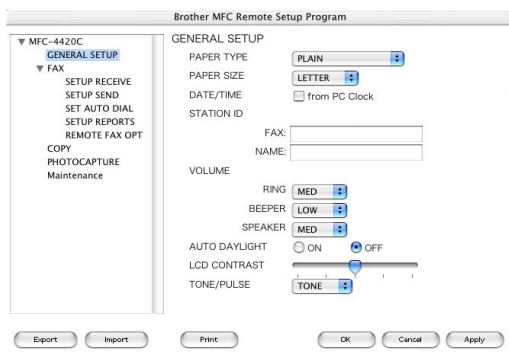 Brother MFC Remote Setup Program
MFC-4420C
GENERAL SETUP
FAX
SETUP RECEIVE
SETUP SEND
SET AUTO DIAL
SETUP REPORTS
REMOTE FAX OPT
COPY
PHOTOCAPTURE
Maintenance
GENERAL SETUP
PAPER TYPE PLAIN
PAPER SIZE LETTER
DATE/TIME from PC Clock
STATION ID
FAX:
NAME:
VOLUME
RING MED
BEEPER LOW
SPEAKER MED
AUTO DAYLIGHT ON OFF
LCD CONTRAST
TONE/PULSE TONE
Export Import Print OK Cancel Apply